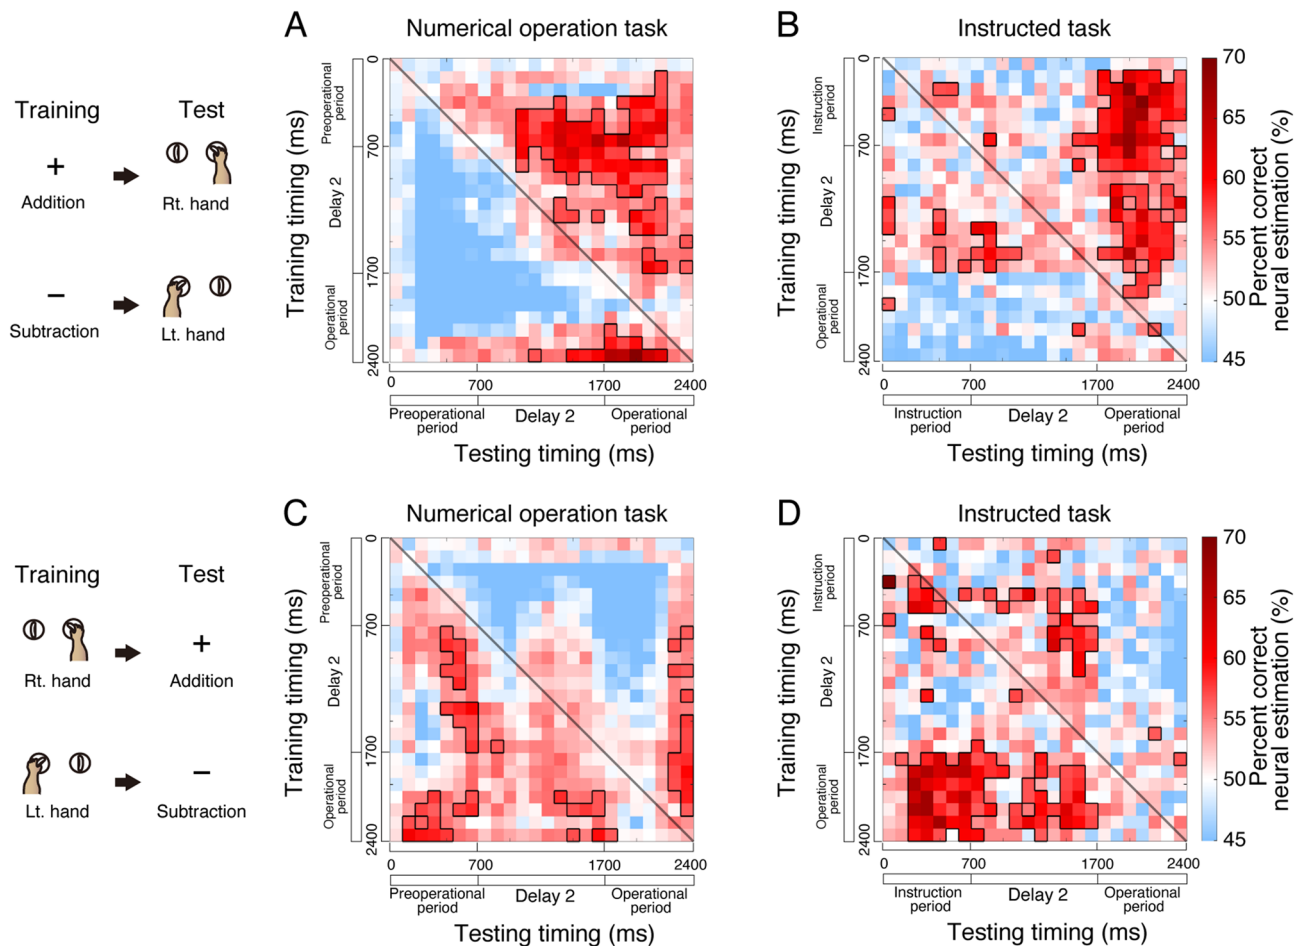 A
Numerical operation task
Training
Test
+
Addition
Rt. hand
−
Subtraction
Lt. hand
Training timing (ms)
Preoperational
period
Delay 2
Operational
period
0
700
1700
2400
0
700
1700
2400
Preoperational
period
Delay 2
Operational
period
Testing timing (ms)
B
Instructed task
Training timing (ms)
Instruction
period
Delay 2
Operational
period
0
700
1700
2400
0
700
1700
2400
Instruction
period
Delay 2
Operational
period
Testing timing (ms)
70
65
60
55
50
45
Percent correct
neural estimation (%)
C
Numerical operation task
Training
Test
Rt. hand
+
Addition
Lt. hand
−
Subtraction
Training timing (ms)
Preoperational
period
Delay 2
Operational
period
0
700
1700
2400
0
700
1700
2400
Preoperational
period
Delay 2
Operational
period
Testing timing (ms)
D
Instructed task
Training timing (ms)
Instruction
period
Delay 2
Operational
period
0
700
1700
2400
0
700
1700
2400
Instruction
period
Delay 2
Operational
period
Testing timing (ms)
70
65
60
55
50
45
Percent correct
neural estimation (%)